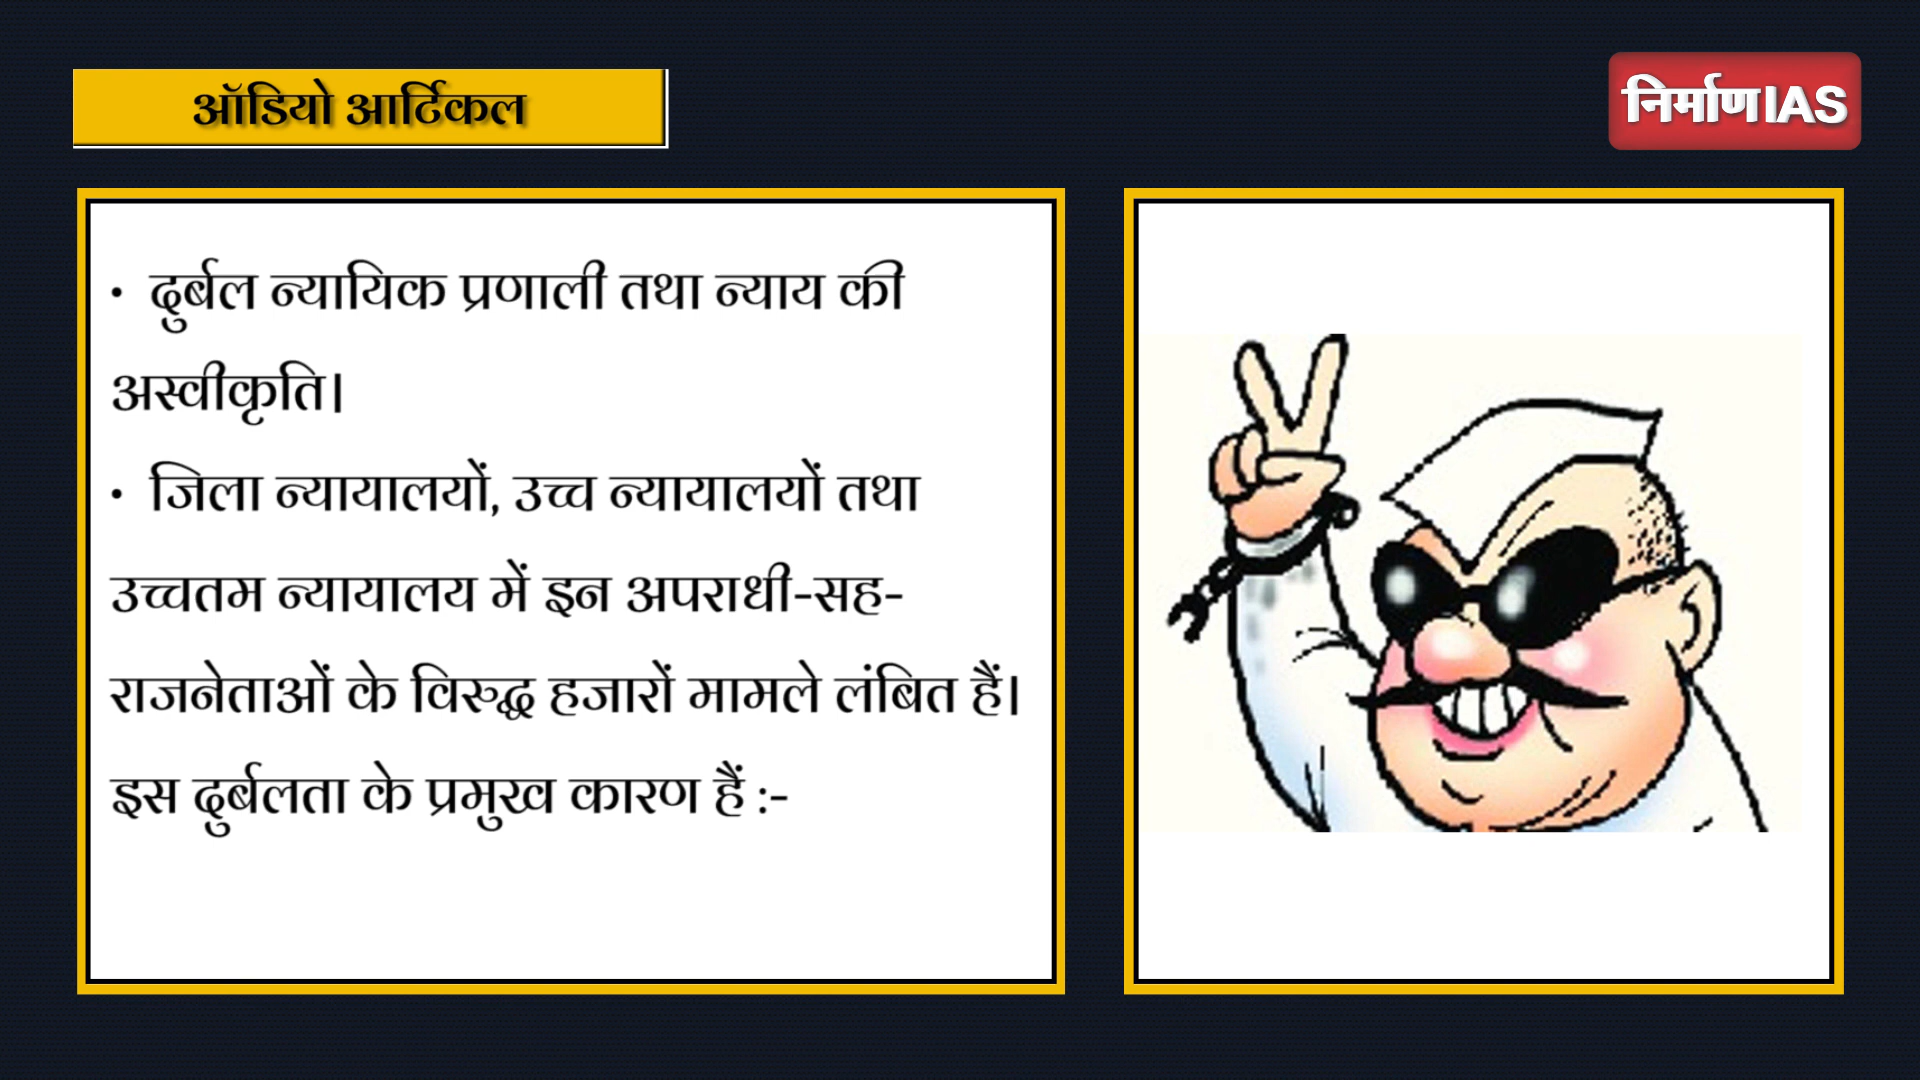 ऑडियो आर्टिकल
निर्माण IAS
• दुर्बल न्यायिक प्रणाली तथा न्याय की
अस्वीकृति।
• जिला न्यायालयों, उच्च न्यायालयों तथा
उच्चतम न्यायालय में इन अपराधी-सह-
राजनेताओं के विरुद्ध हजारों मामले लंबित हैं।
इस दुर्बलता के प्रमुख कारण हैं :-